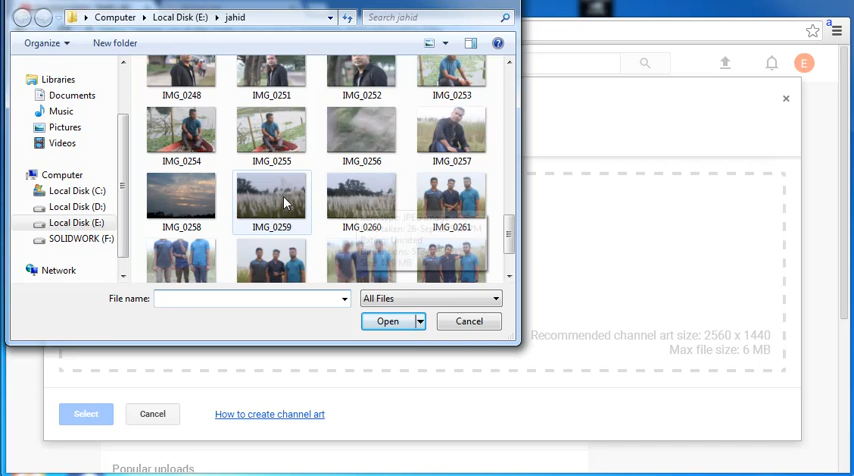 Computer ▸ Local Disk (E:) ▸ jahid
Search jahid
Organize
New folder
Libraries
Documents
Music
Pictures
Videos
Computer
Local Disk (C:)
Local Disk (D:)
Local Disk (E:)
SOLIDWORK (F:)
Network
IMG_0248 IMG_0251 IMG_0252 IMG_0253
IMG_0254 IMG_0255 IMG_0256 IMG_0257
IMG_0258 IMG_0259 IMG_0260 IMG_0261
File name:
All Files
Open
Cancel
a
E
×
Recommended channel art size: 2560 x 1440
Max file size: 6 MB
Select
Cancel
How to create channel art
Popular uploads